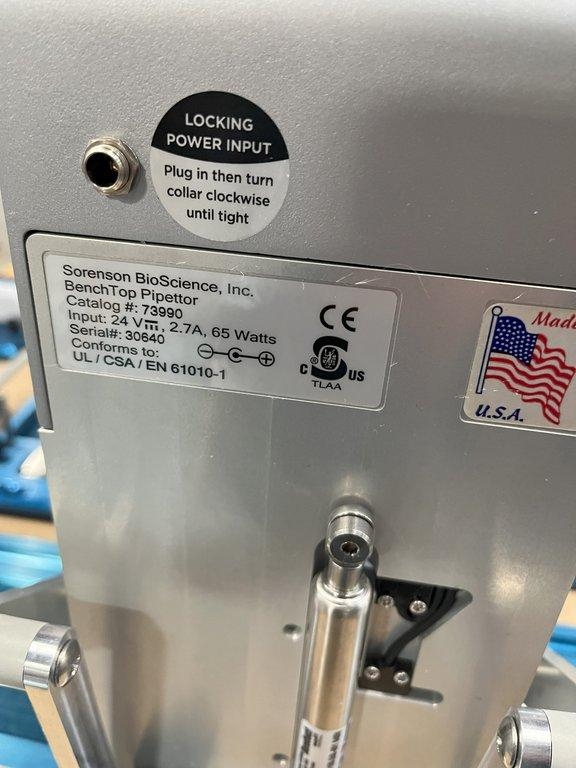 LOCKING
POWER INPUT
Plug in then turn
collar clockwise
until tight
Sorenson BioScience, Inc.
BenchTop Pipettor
Catalog #: 73990
Input: 24 V⎓, 2.7A, 65 Watts
Serial#: 30640
Conforms to:
UL / CSA / EN 61010-1
CE
C US
TLAA
Made
U.S.A.